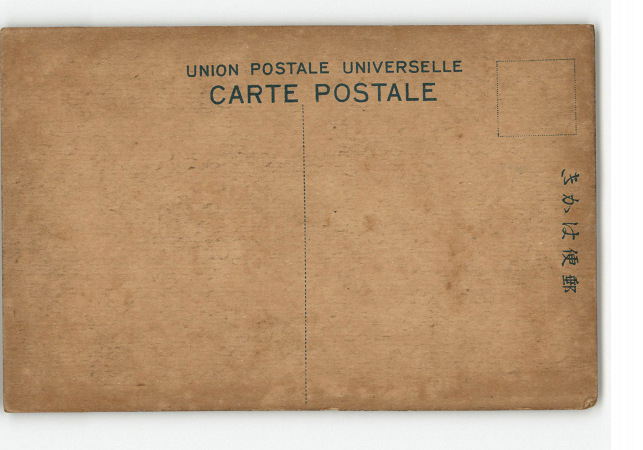 UNION POSTALE UNIVERSELLE
CARTE POSTALE
郵便はかき